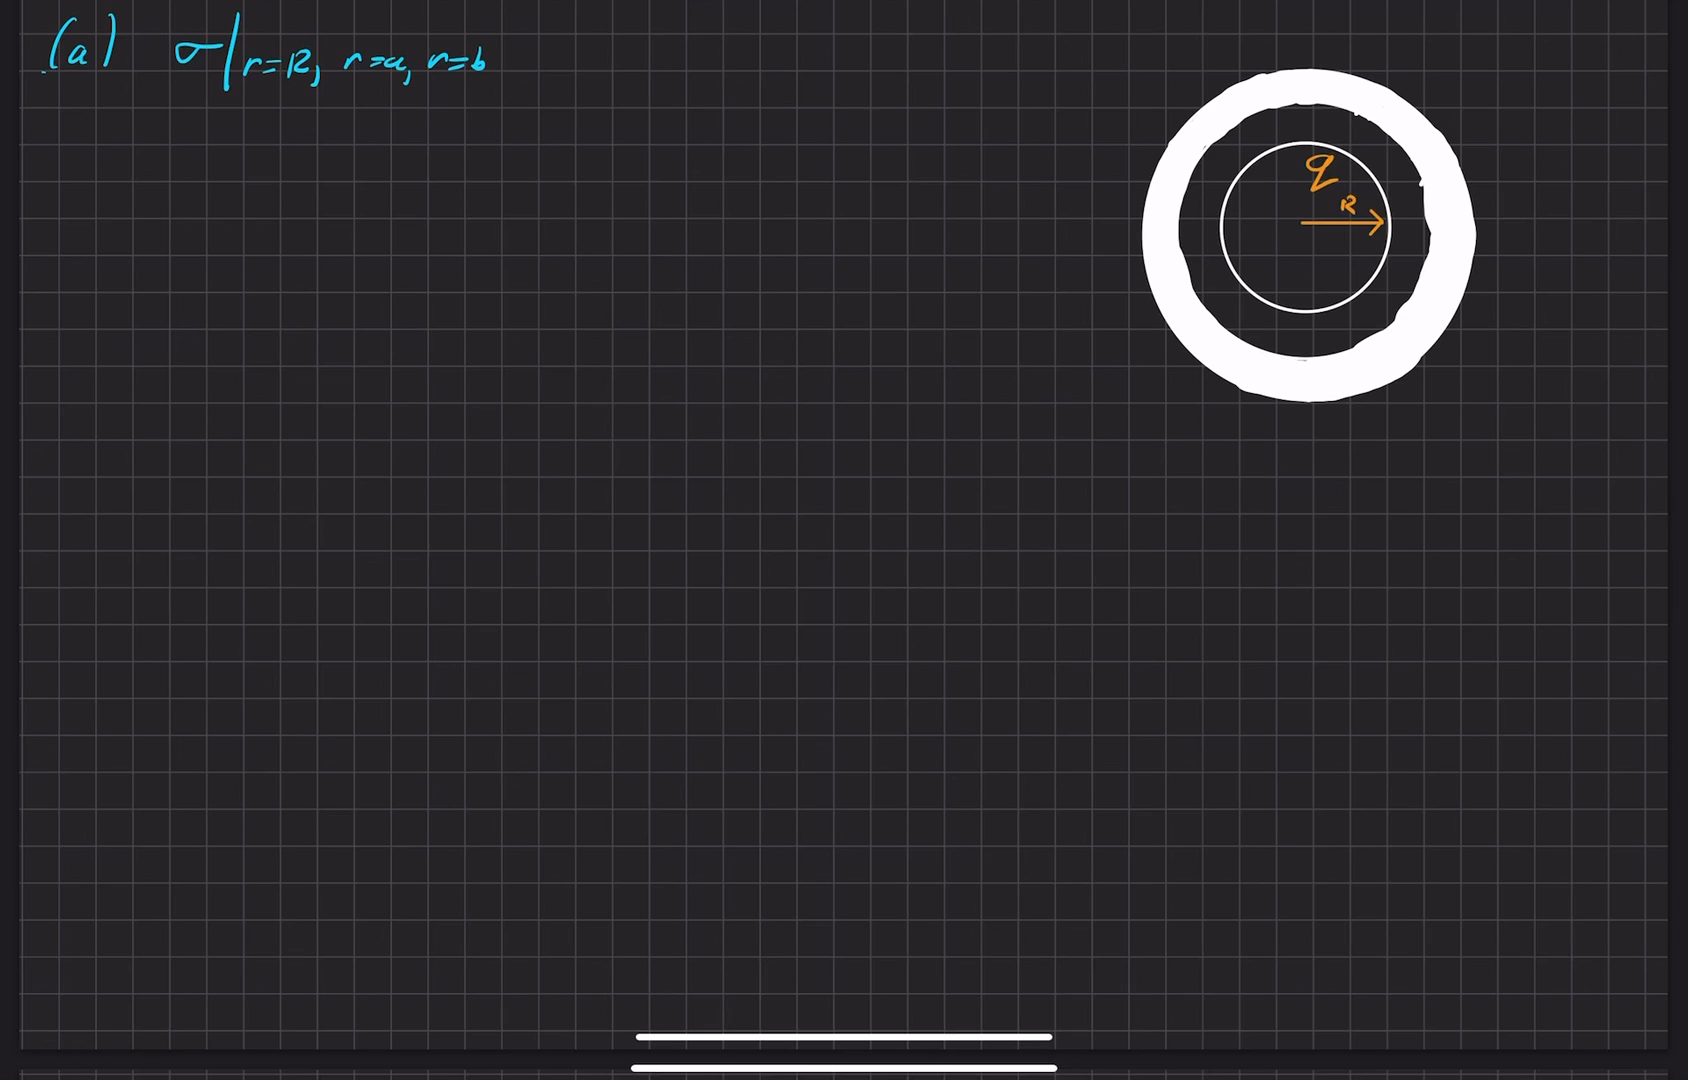 (a) σ|r=R, r=a, r=b
q
R